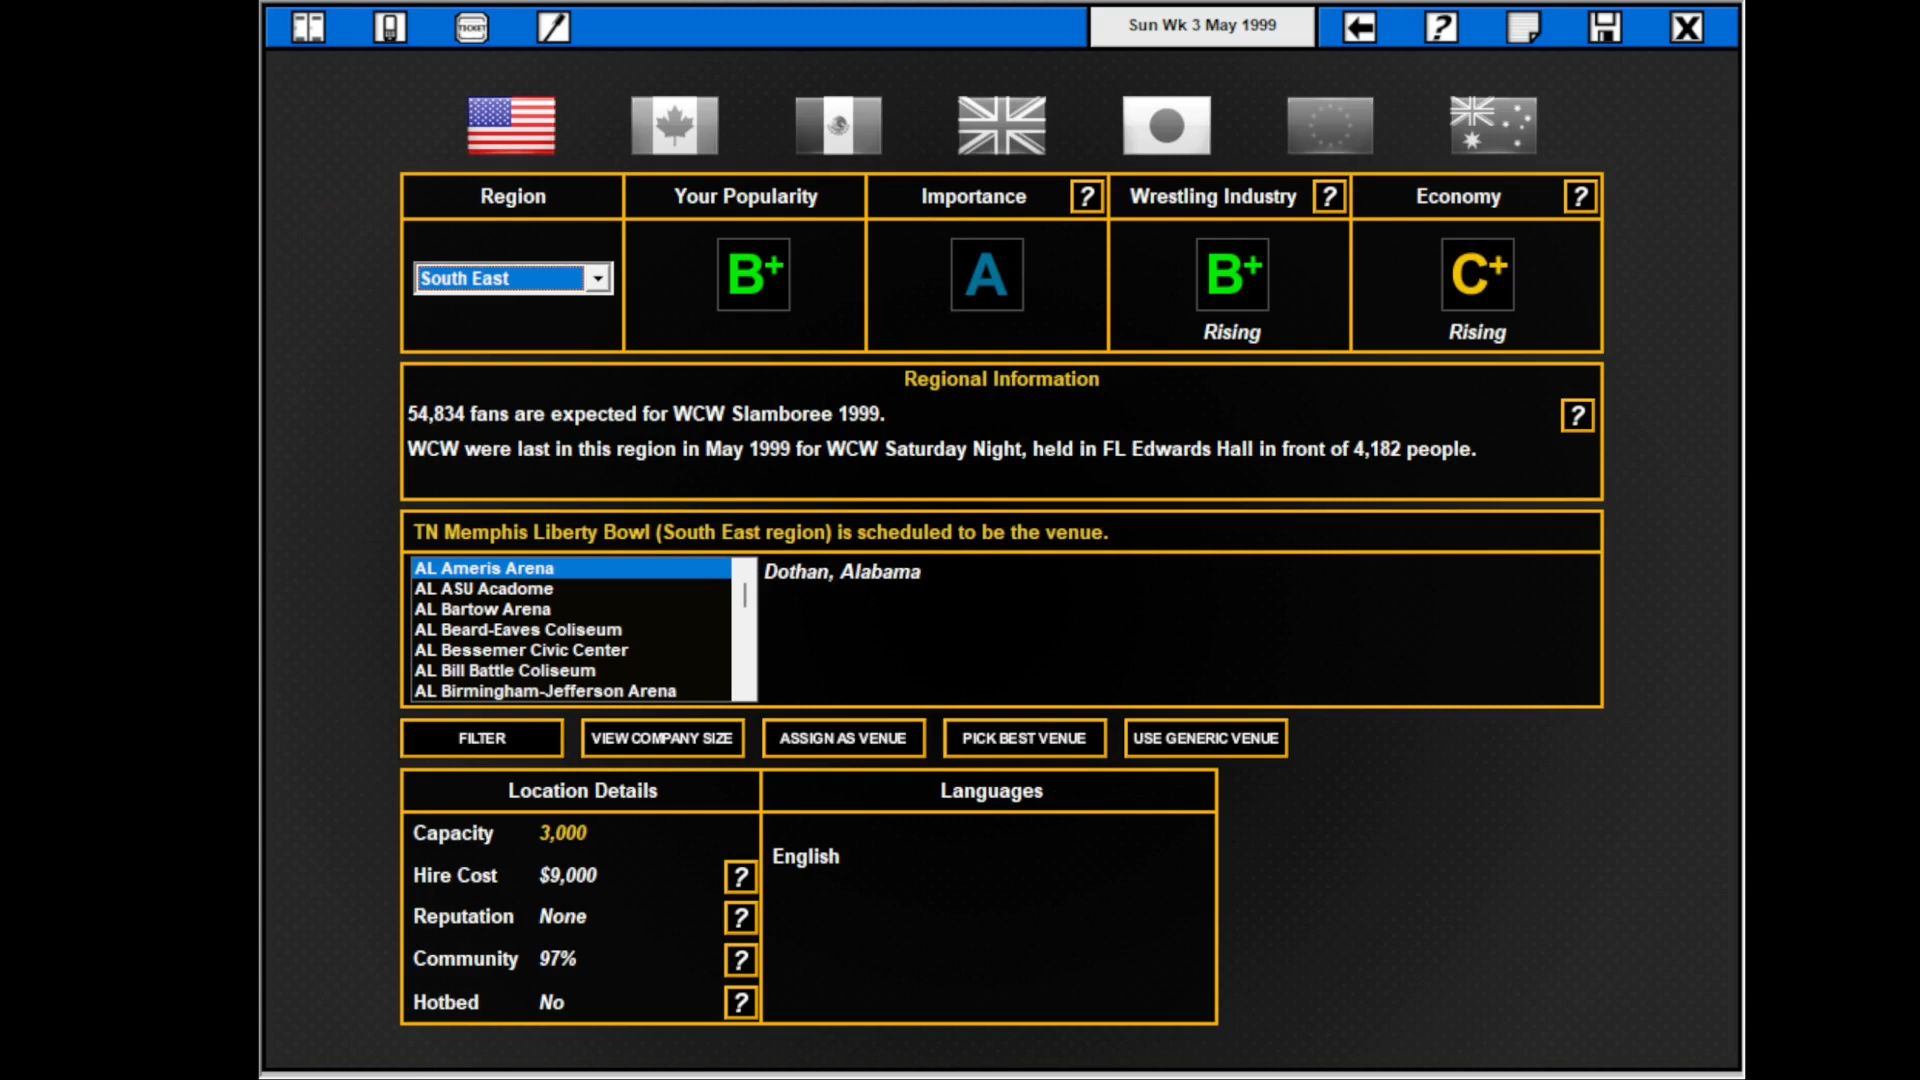 TICKET
Sun Wk 3 May 1999
?
Region
Your Popularity
Importance ?
Wrestling Industry ?
Economy ?
South East
B+
A
B+
Rising
C+
Rising
Regional Information
54,834 fans are expected for WCW Slamboree 1999.
?
WCW were last in this region in May 1999 for WCW Saturday Night, held in FL Edwards Hall in front of 4,182 people.
TN Memphis Liberty Bowl (South East region) is scheduled to be the venue.
AL Ameris Arena
AL ASU Acadome
AL Bartow Arena
AL Beard-Eaves Coliseum
AL Bessemer Civic Center
AL Bill Battle Coliseum
AL Birmingham-Jefferson Arena
Dothan, Alabama
FILTER
VIEW COMPANY SIZE
ASSIGN AS VENUE
PICK BEST VENUE
USE GENERIC VENUE
Location Details
Languages
Capacity 3,000
Hire Cost $9,000 ?
Reputation None ?
Community 97% ?
Hotbed No ?
English